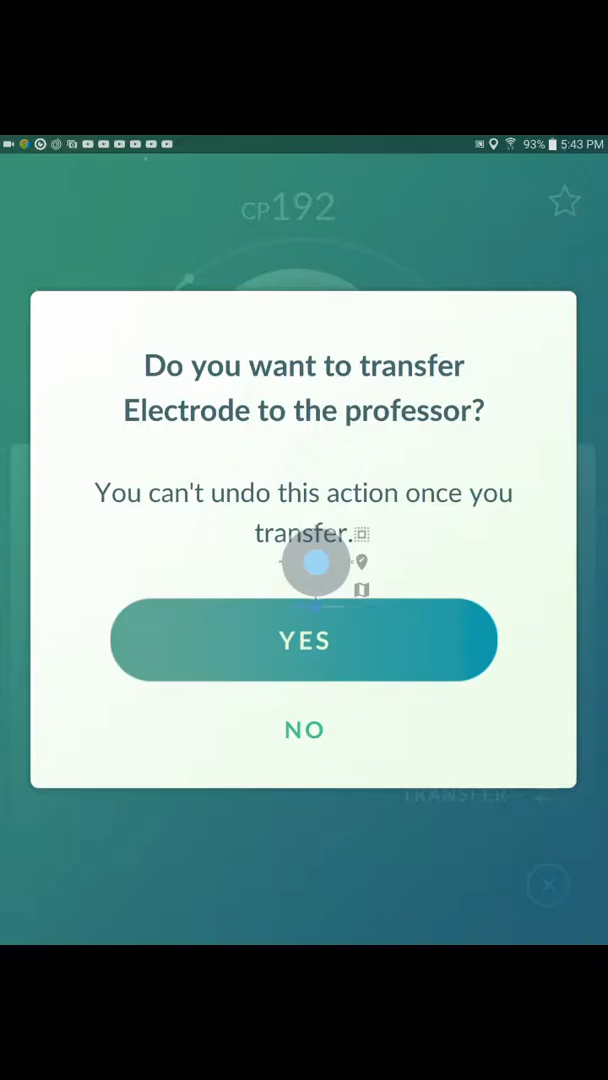 93% 5:43 PM
CP192
Do you want to transfer
Electrode to the professor?
You can't undo this action once you
transfer.
YES
NO
TRANSFER